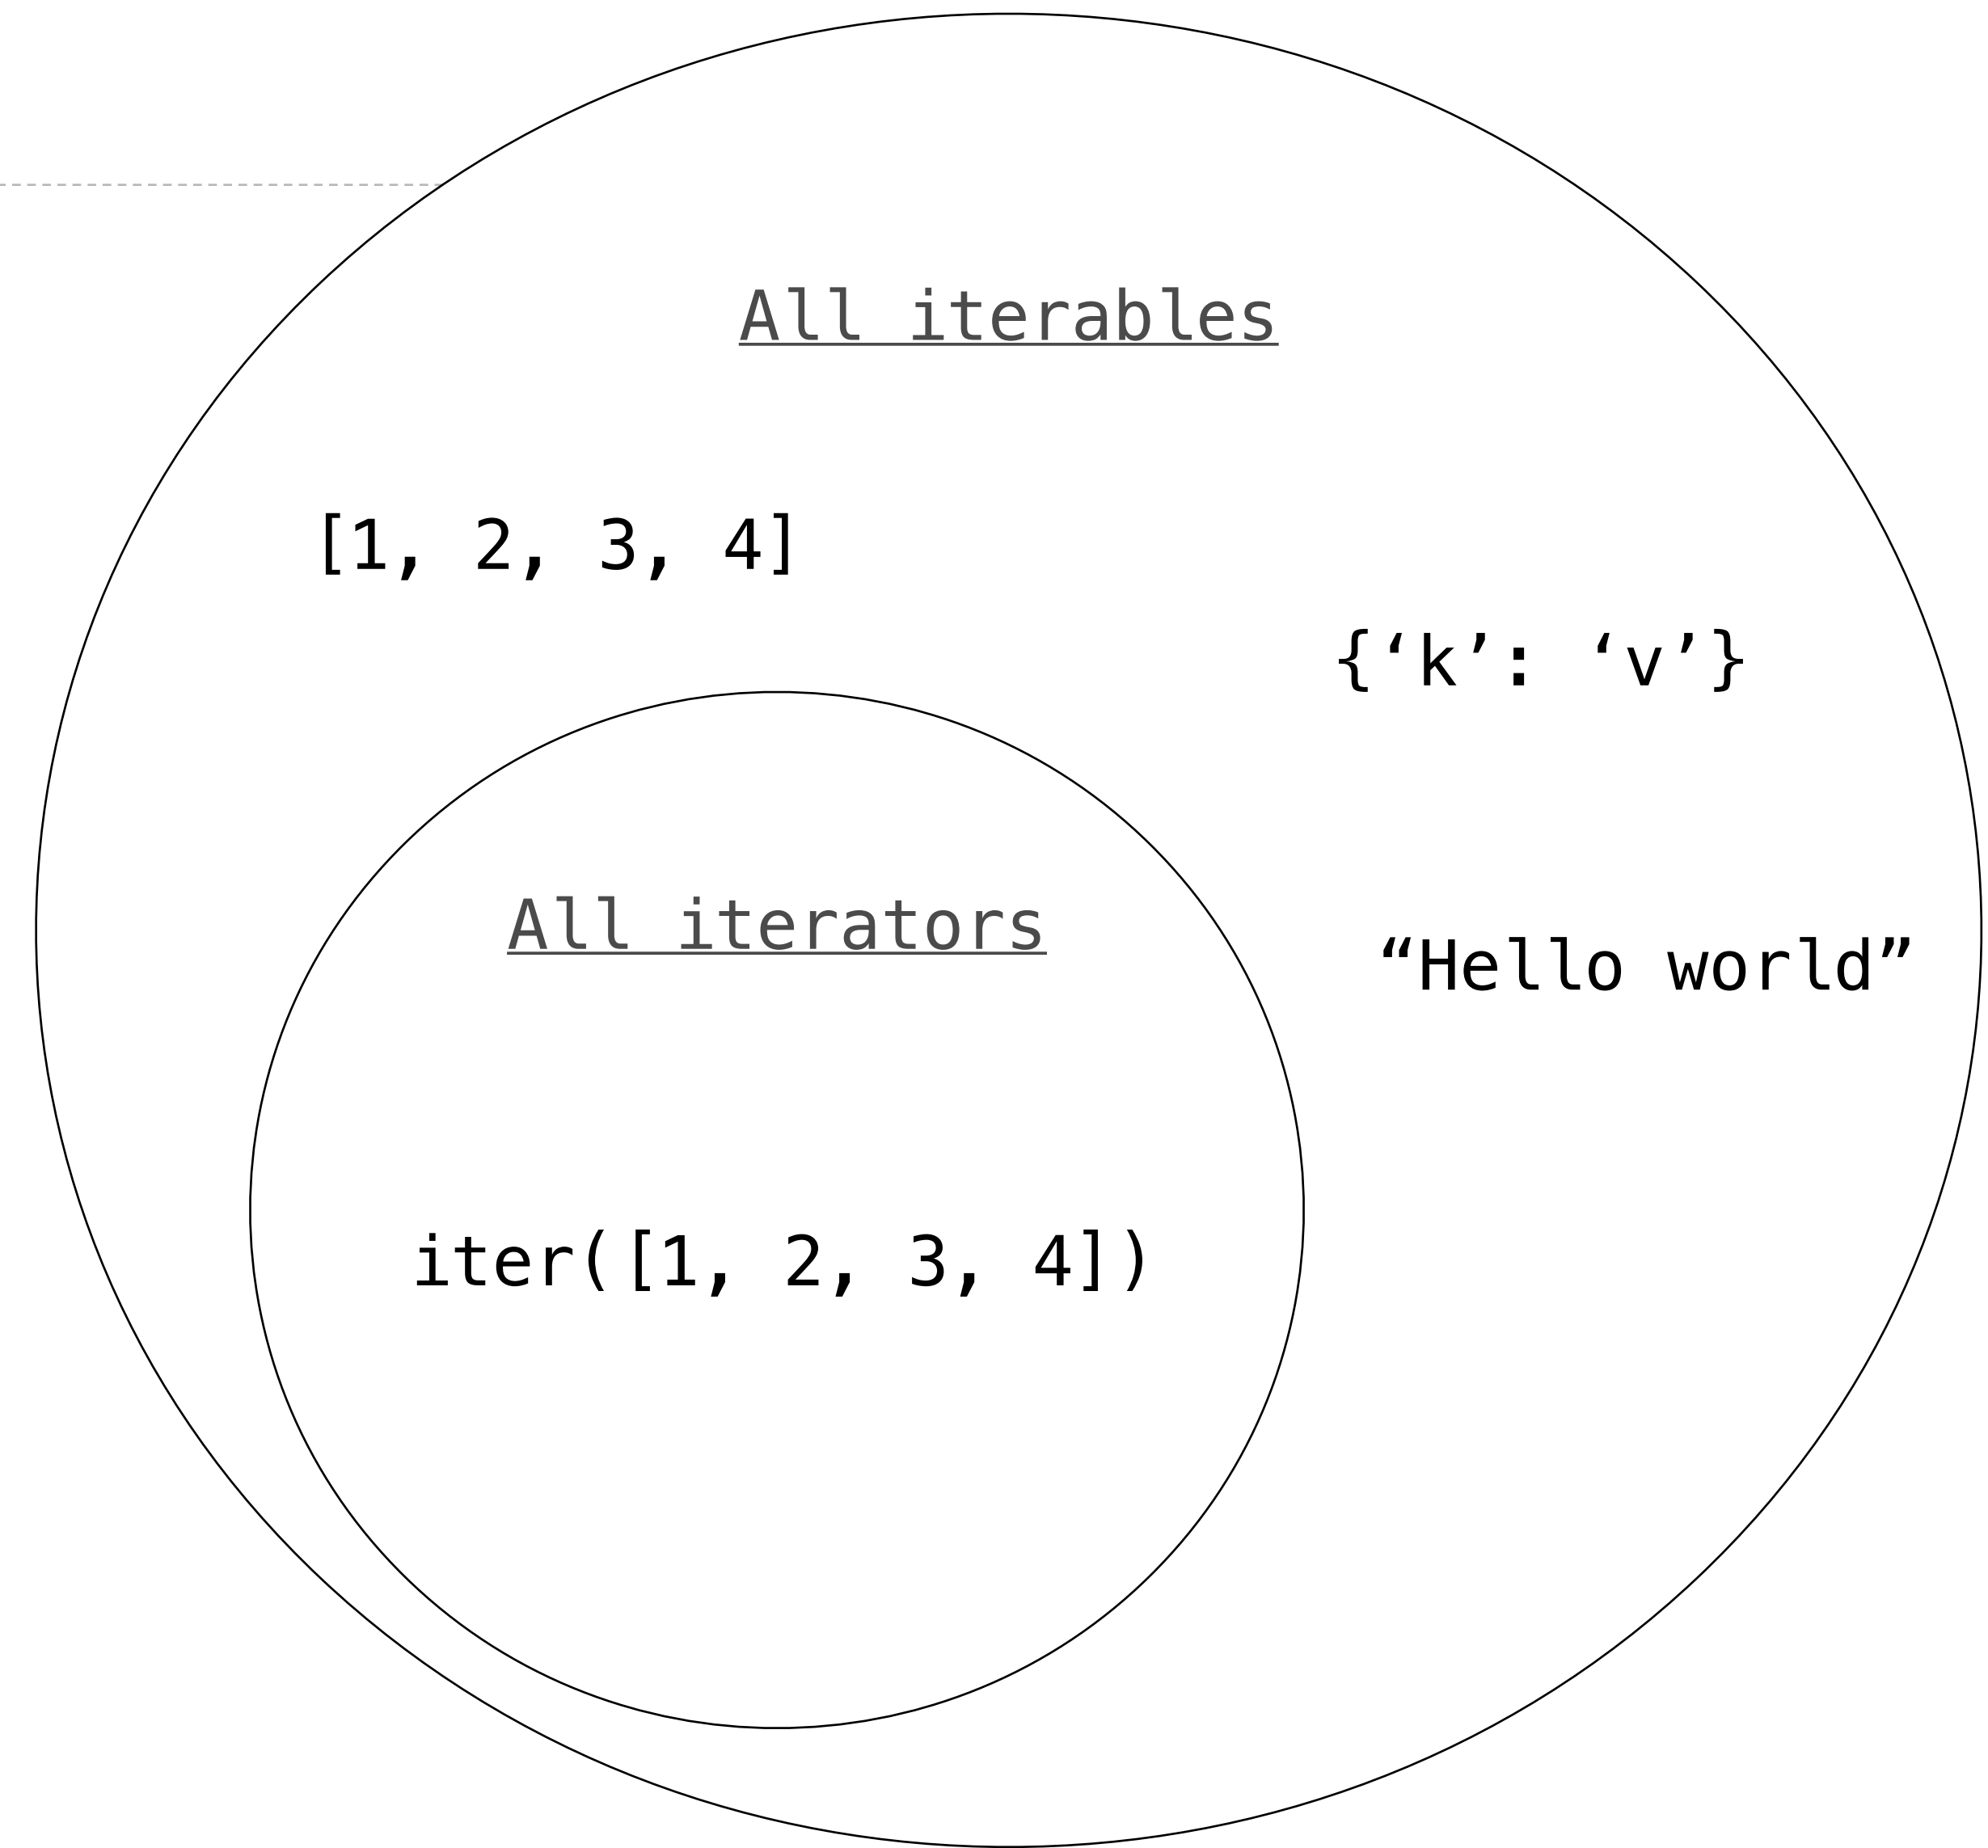 All iterables
[1, 2, 3, 4]
{‘k’: ‘v’}
All iterators
“Hello world”
iter([1, 2, 3, 4])